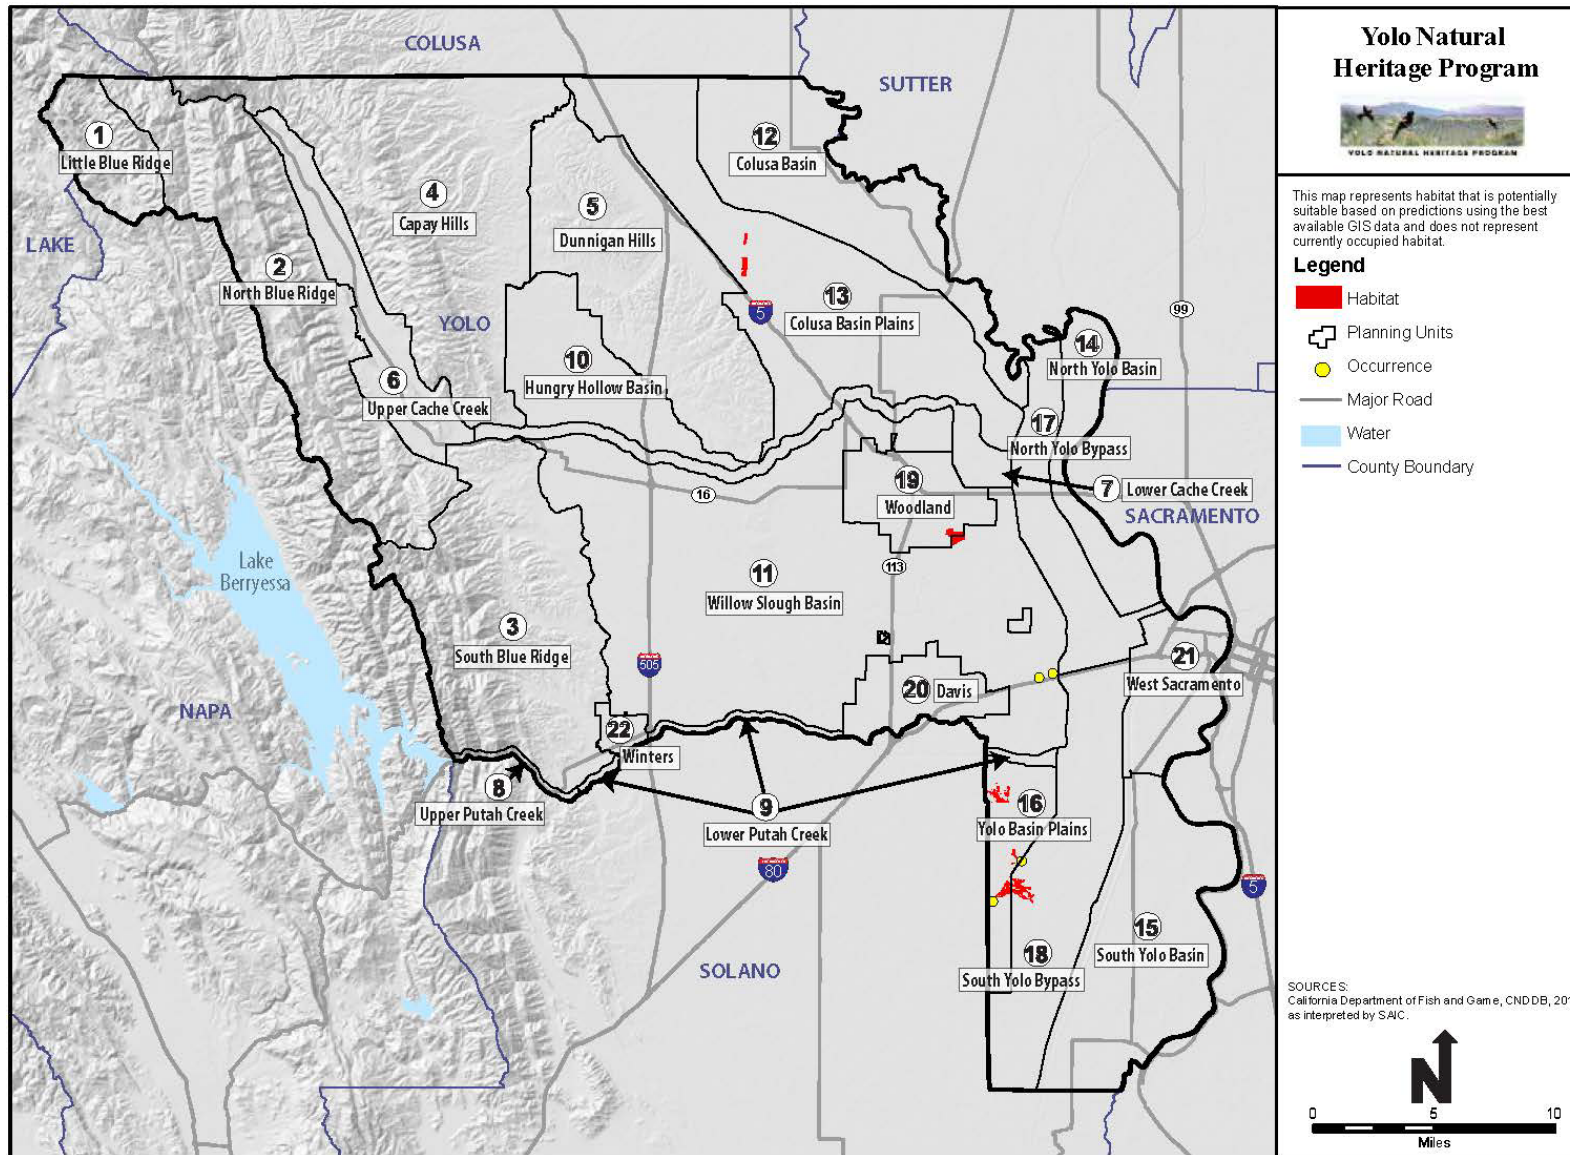 COLUSA
SUTTER
LAKE
YOLO
NAPA
SOLANO
SACRAMENTO
1
Little Blue Ridge
2
North Blue Ridge
4
Capay Hills
5
Dunnigan Hills
12
Colusa Basin
13
Colusa Basin Plains
5
99
14
North Yolo Basin
10
Hungry Hollow Basin
6
Upper Cache Creek
17
North Yolo Bypass
16
19
Woodland
7
Lower Cache Creek
113
Lake
Berryessa
11
Willow Slough Basin
3
South Blue Ridge
505
20
Davis
21
West Sacramento
22
Winters
8
Upper Putah Creek
9
Lower Putah Creek
16
Yolo Basin Plains
80
5
18
South Yolo Bypass
15
South Yolo Basin
Yolo Natural
Heritage Program
YOLO NATURAL HERITAGE PROGRAM
This map represents habitat that is potentially
suitable based on predictions using the best
available GIS data and does not represent
currently occupied habitat.
Legend
Habitat
Planning Units
Occurrence
Major Road
Water
County Boundary
SOURCES:
California Department of Fish and Game, CNDDB,
as interpreted by SAIC.
N
0 5 10
Miles